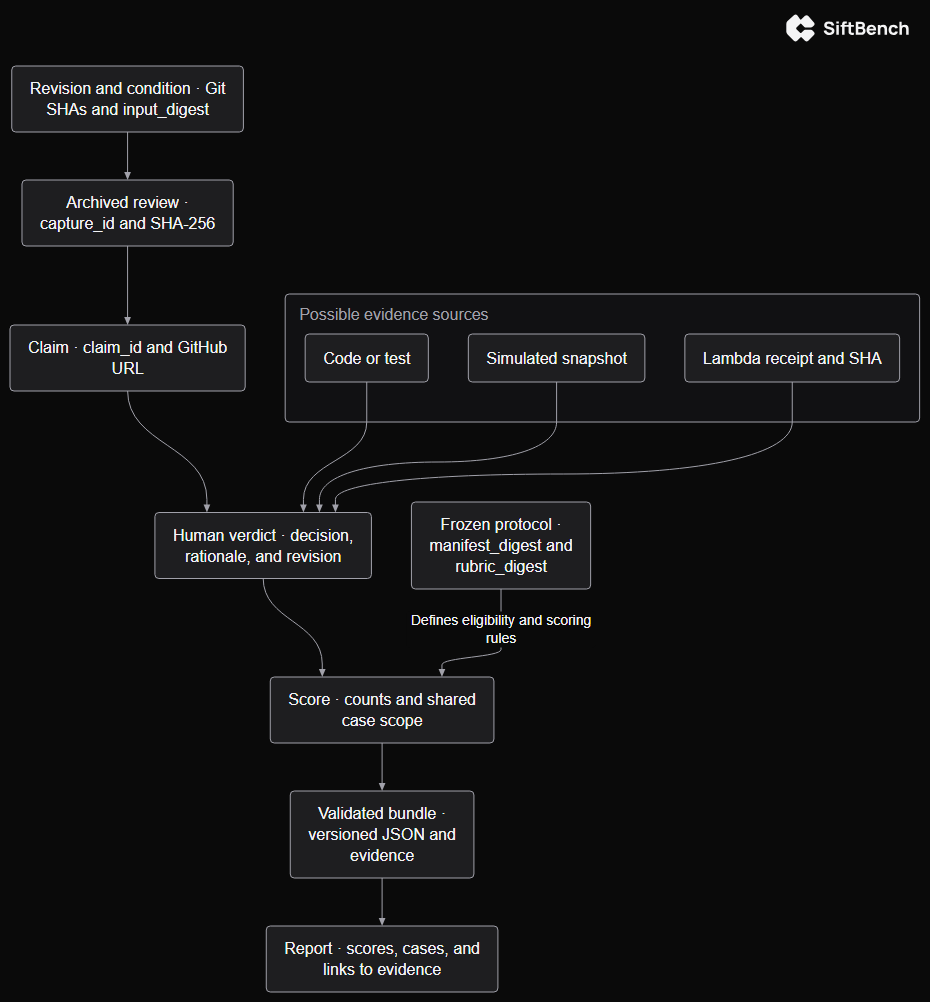 SiftBench
Revision and condition · Git
SHAs and input_digest
Archived review ·
capture_id and SHA-256
Claim · claim_id and GitHub
URL
Possible evidence sources
Code or test
Simulated snapshot
Lambda receipt and SHA
Human verdict · decision,
rationale, and revision
Frozen protocol ·
manifest_digest and
rubric_digest
Defines eligibility and scoring
rules
Score · counts and shared
case scope
Validated bundle ·
versioned JSON and
evidence
Report · scores, cases, and
links to evidence